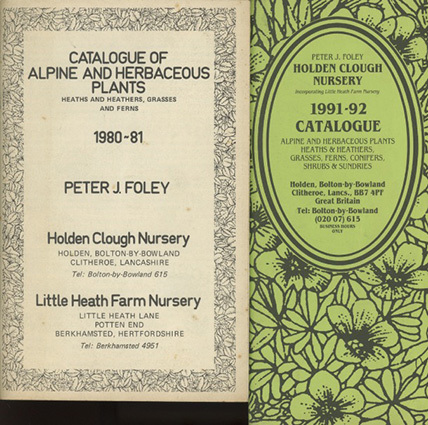 CATALOGUE OF
ALPINE AND HERBACEOUS
PLANTS
HEATHS AND HEATHERS, GRASSES
AND FERNS
1980~81
PETER J. FOLEY
Holden Clough Nursery
HOLDEN, BOLTON-BY-BOWLAND
CLITHEROE, LANCASHIRE
Tel: Bolton-by-Bowland 615
Little Heath Farm Nursery
LITTLE HEATH LANE
POTTEN END
BERKHAMSTED, HERTFORDSHIRE
Tel: Berkhamsted 4951
PETER J. FOLEY
HOLDEN CLOUGH
NURSERY
Incorporating Little Heath Farm Nursery
1991-92
CATALOGUE
ALPINE AND HERBACEOUS PLANTS
HEATHS & HEATHERS,
GRASSES, FERNS, CONIFERS,
SHRUBS & SUNDRIES
Holden, Bolton-by-Bowland
Clitheroe, Lancs., BB7 4PF
Great Britain
Tel: Bolton-by-Bowland
(020 07) 615
BUSINESS HOURS
ONLY